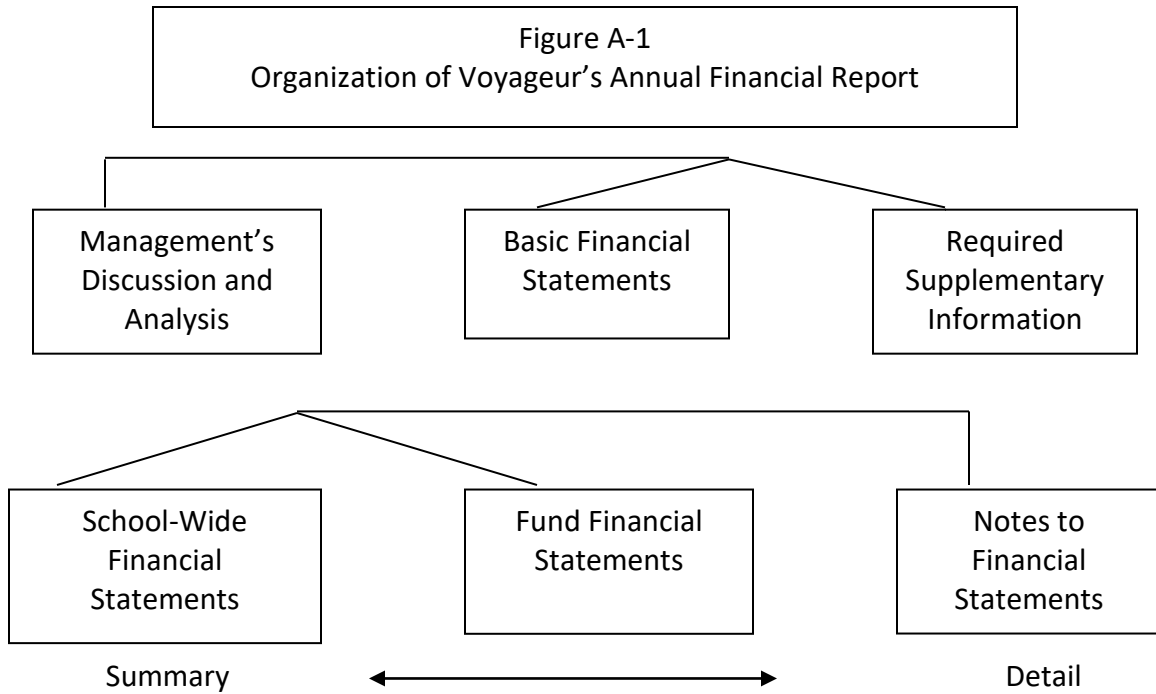 Figure A-1
Organization of Voyageur’s Annual Financial Report
Management’s
Discussion and
Analysis
Basic Financial
Statements
Required
Supplementary
Information
School-Wide
Financial
Statements
Fund Financial
Statements
Notes to
Financial
Statements
Summary
Detail